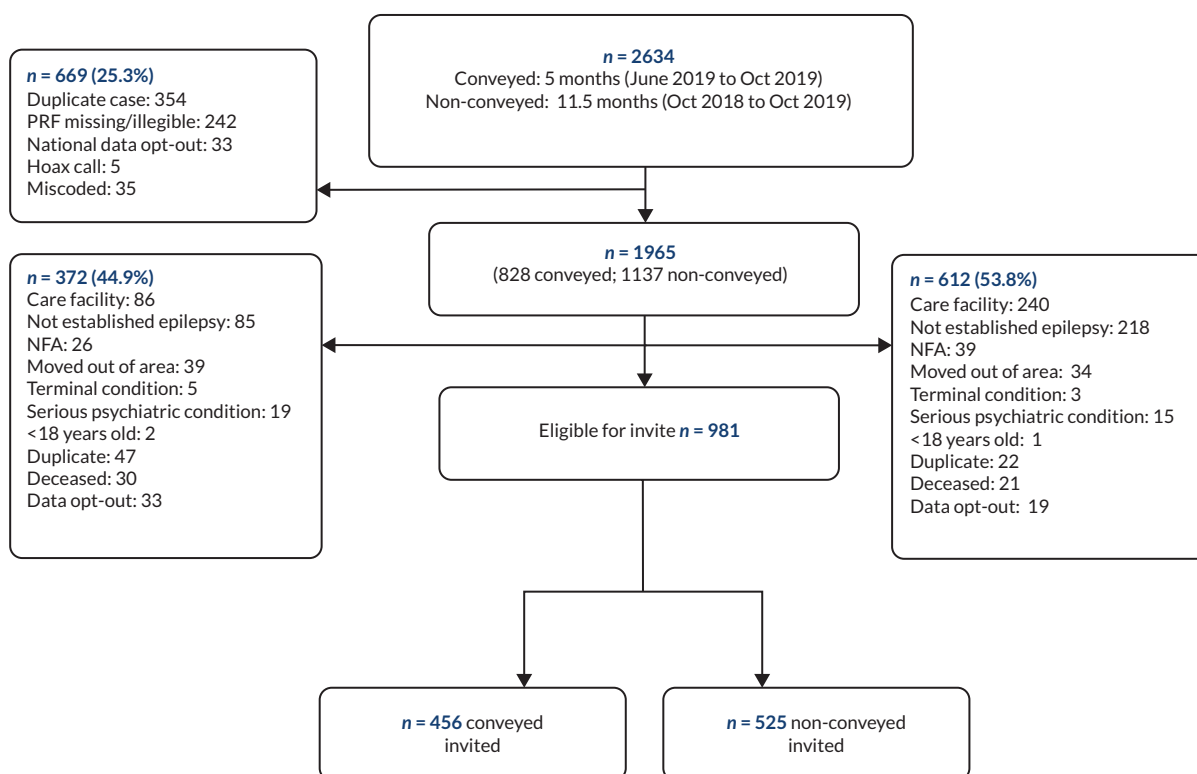 n = 2634
Conveyed: 5 months (June 2019 to Oct 2019)
Non-conveyed: 11.5 months (Oct 2018 to Oct 2019)
n = 669 (25.3%)
Duplicate case: 354
PRF missing/illegible: 242
National data opt-out: 33
Hoax call: 5
Miscoded: 35
n = 1965
(828 conveyed; 1137 non-conveyed)
n = 372 (44.9%)
Care facility: 86
Not established epilepsy: 85
NFA: 26
Moved out of area: 39
Terminal condition: 5
Serious psychiatric condition: 19
<18 years old: 2
Duplicate: 47
Deceased: 30
Data opt-out: 33
n = 612 (53.8%)
Care facility: 240
Not established epilepsy: 218
NFA: 39
Moved out of area: 34
Terminal condition: 3
Serious psychiatric condition: 15
<18 years old: 1
Duplicate: 22
Deceased: 21
Data opt-out: 19
Eligible for invite n = 981
n = 456 conveyed
invited
n = 525 non-conveyed
invited